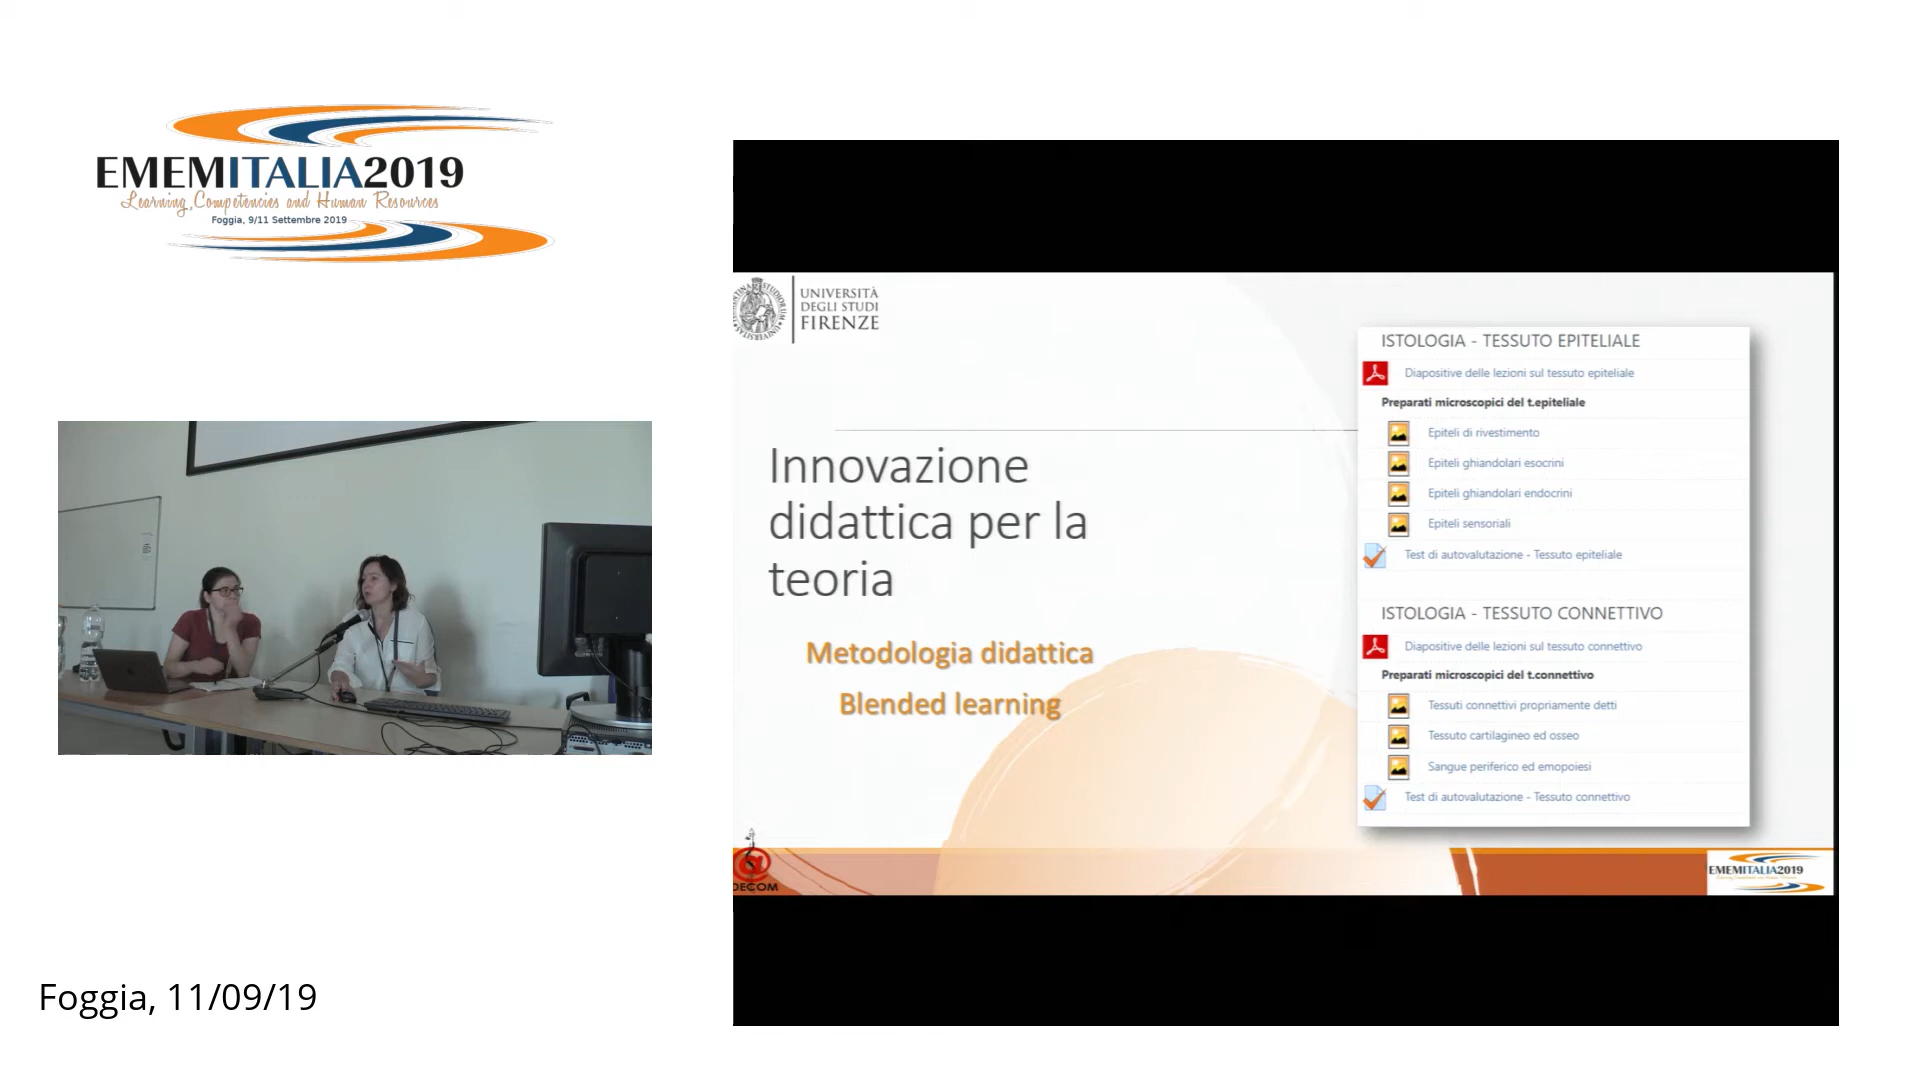 EMEMITALIA2019
Learning, Competencies and Human Resources
Foggia, 9/11 Settembre 2019
UNIVERSITÀ
DEGLI STUDI
FIRENZE
Innovazione
didattica per la
teoria
Metodologia didattica
Blended learning
ISTOLOGIA - TESSUTO EPITELIALE
Diapositive delle lezioni sul tessuto epiteliale
Preparati microscopici del t.epiteliale
Epiteli di rivestimento
Epiteli ghiandolari esocrini
Epiteli ghiandolari endocrini
Epiteli sensoriali
Test di autovalutazione - Tessuto epiteliale
ISTOLOGIA - TESSUTO CONNETTIVO
Diapositive delle lezioni sul tessuto connettivo
Preparati microscopici del t.connettivo
Tessuti connettivi propriamente detti
Tessuto cartilagineo ed osseo
Sangue periferico ed emopoiesi
Test di autovalutazione - Tessuto connettivo
DECOM
EMEMITALIA2019
Foggia, 11/09/19